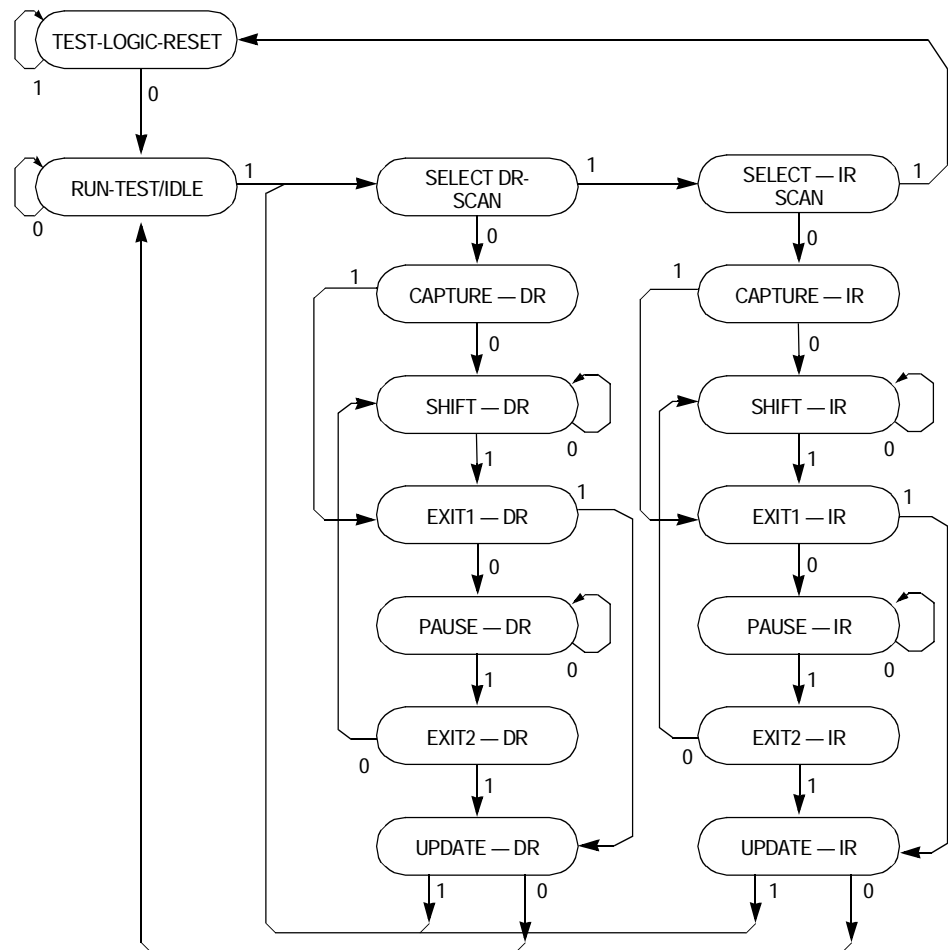 TEST-LOGIC-RESET
1
0
RUN-TEST/IDLE
0
1
SELECT DR-
SCAN
1
SELECT — IR
SCAN
1
0
0
1
CAPTURE — DR
1
CAPTURE — IR
0
0
SHIFT — DR
0
SHIFT — IR
0
1
1
EXIT1 — DR
1
EXIT1 — IR
1
0
0
PAUSE — DR
0
PAUSE — IR
0
1
1
EXIT2 — DR
0
EXIT2 — IR
0
1
1
UPDATE — DR
UPDATE — IR
1
0
1
0